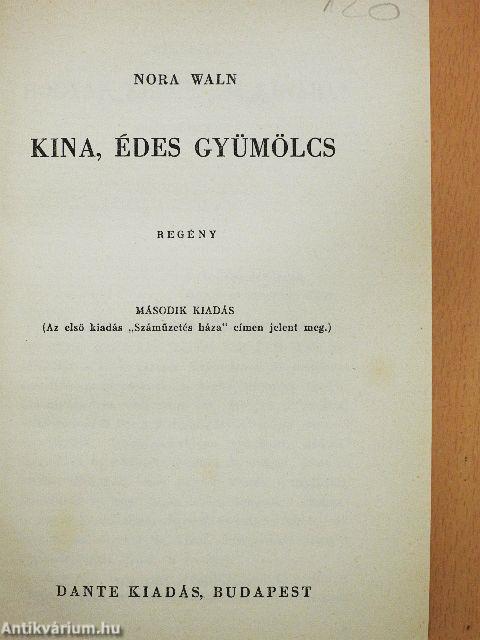 120
NORA WALN
KINA, ÉDES GYÜMÖLCS
REGÉNY
MÁSODIK KIADÁS
(Az első kiadás „Száműzetés háza" címen jelent meg.)
DANTE KIADÁS, BUDAPEST
Antikvárium.hu